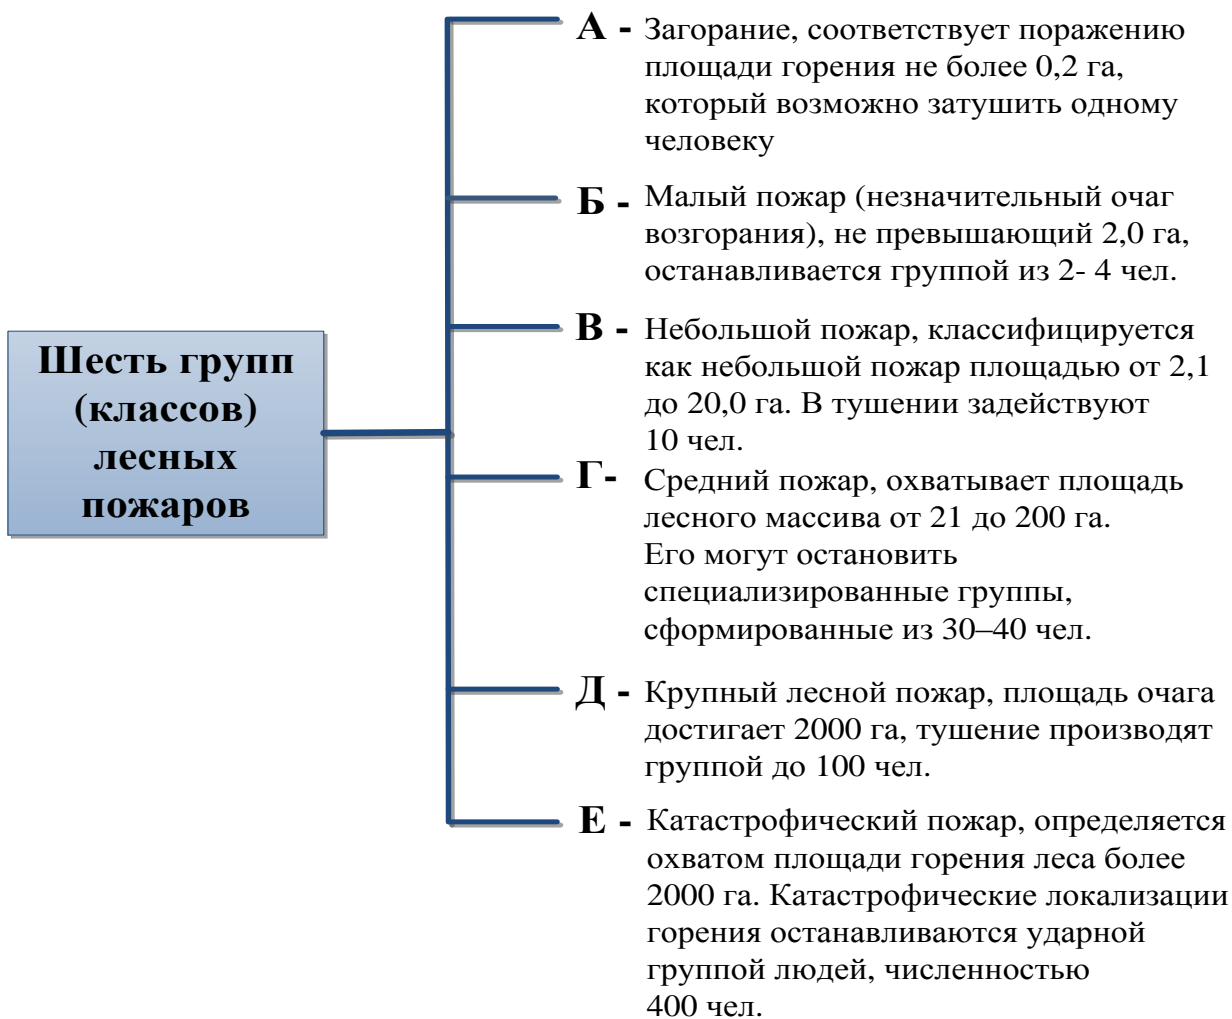 Шесть групп
(классов)
лесных
пожаров
А - Загорание, соответствует поражению
площади горения не более 0,2 га,
который возможно затушить одному
человеку
Б - Малый пожар (незначительный очаг
возгорания), не превышающий 2,0 га,
останавливается группой из 2- 4 чел.
В - Небольшой пожар, классифицируется
как небольшой пожар площадью от 2,1
до 20,0 га. В тушении задействуют
10 чел.
Г- Средний пожар, охватывает площадь
лесного массива от 21 до 200 га.
Его могут остановить
специализированные группы,
сформированные из 30–40 чел.
Д - Крупный лесной пожар, площадь очага
достигает 2000 га, тушение производят
группой до 100 чел.
Е - Катастрофический пожар, определяется
охватом площади горения леса более
2000 га. Катастрофические локализации
горения останавливаются ударной
группой людей, численностью
400 чел.